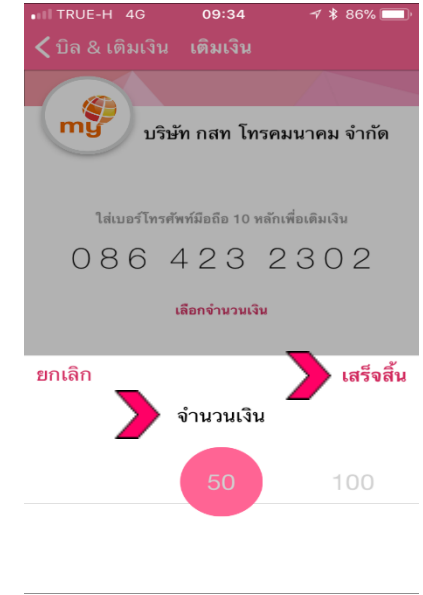 TRUE-H 4G 09:34 86%
บิล & เติมเงิน เติมเงิน
my
บริษัท กสท โทรคมนาคม จำกัด
ใส่เบอร์โทรศัพท์มือถือ 10 หลักเพื่อเติมเงิน
086 423 2302
เลือกจำนวนเงิน
ยกเลิก เสร็จสิ้น
จำนวนเงิน
50 100